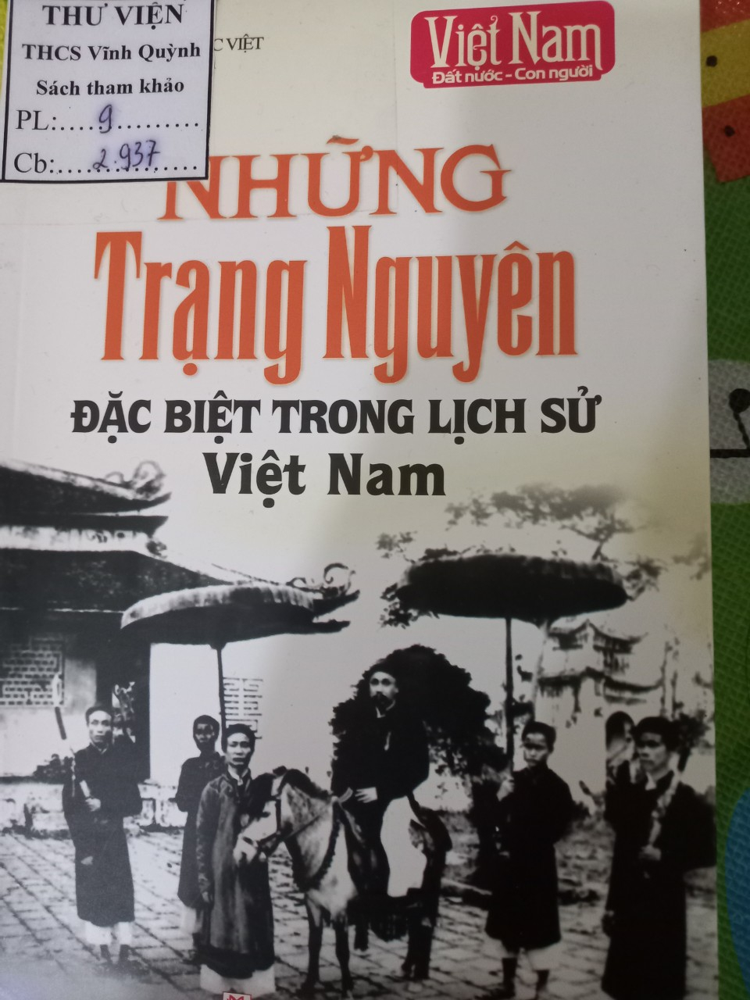 THƯ VIỆN
THCS Vĩnh Quỳnh
Sách tham khảo
PL:....9.........
Cb:....2.937....
C VIỆT
Việt Nam
Đất nước - Con người
NHỮNG
Trạng Nguyên
ĐẶC BIỆT TRONG LỊCH SỬ
Việt Nam